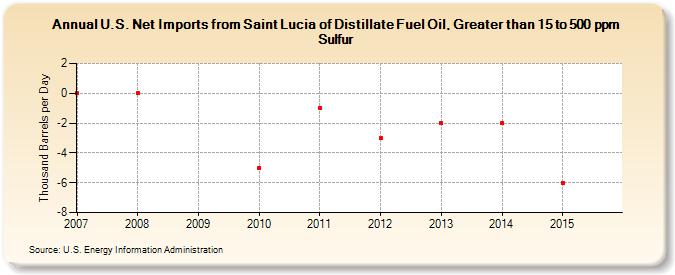 Annual U.S. Net Imports from Saint Lucia of Distillate Fuel Oil, Greater than 15 to 500 ppm
Sulfur
Thousand Barrels per Day
2
0
-2
-4
-6
-8
2007 2008 2009 2010 2011 2012 2013 2014 2015
Source: U.S. Energy Information Administration